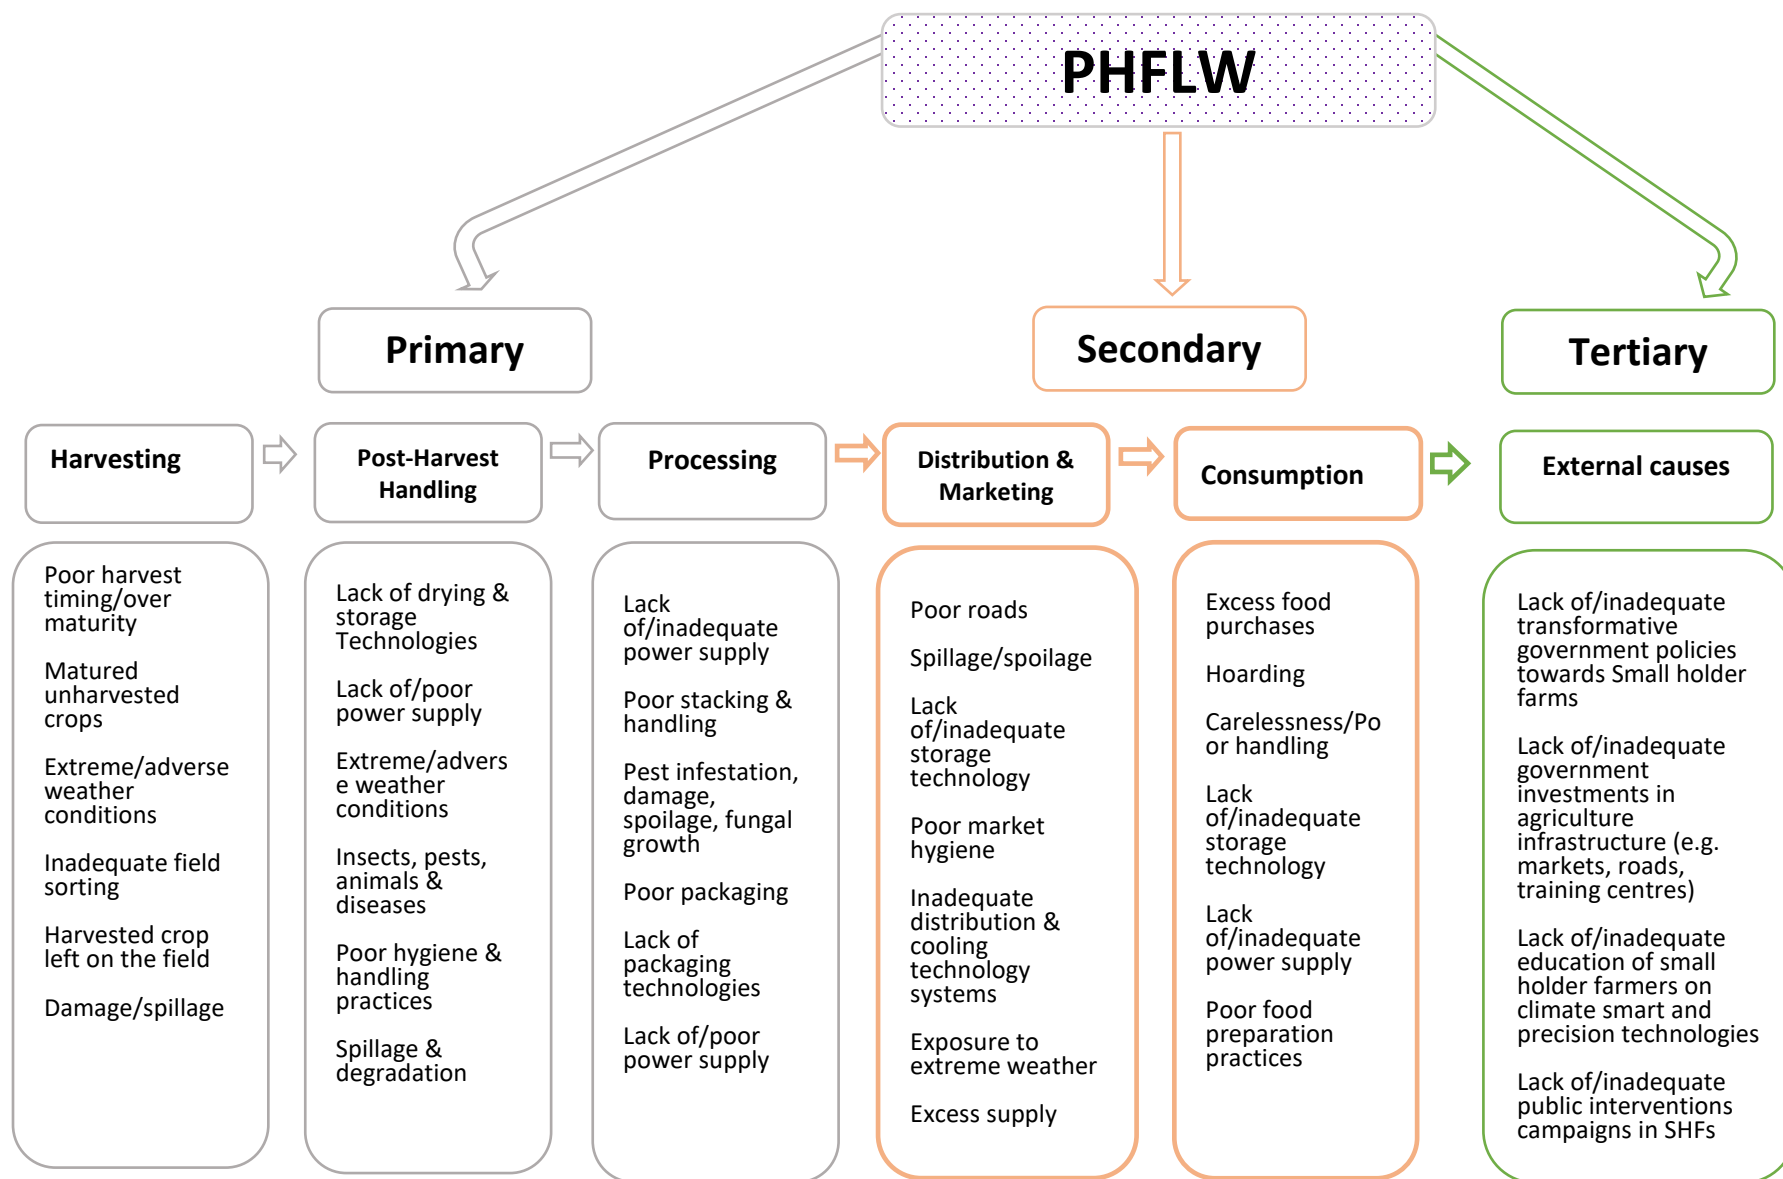 PHFLW
Primary
Secondary
Tertiary
Harvesting
Post-Harvest
Handling
Processing
Distribution &
Marketing
Consumption
External causes
Poor harvest
timing/over
maturity
Matured
unharvested
crops
Extreme/adverse
weather
conditions
Inadequate field
sorting
Harvested crop
left on the field
Damage/spillage
Lack of drying &
storage
Technologies
Lack of/poor
power supply
Extreme/advers
e weather
conditions
Insects, pests,
animals &
diseases
Poor hygiene &
handling
practices
Spillage &
degradation
Lack
of/inadequate
power supply
Poor stacking &
handling
Pest infestation,
damage,
spoilage, fungal
growth
Poor packaging
Lack of
packaging
technologies
Lack of/poor
power supply
Poor roads
Spillage/spoilage
Lack
of/inadequate
storage
technology
Poor market
hygiene
Inadequate
distribution &
cooling
technology
systems
Exposure to
extreme weather
Excess supply
Excess food
purchases
Hoarding
Carelessness/Po
or handling
Lack
of/inadequate
storage
technology
Lack
of/inadequate
power supply
Poor food
preparation
practices
Lack of/inadequate
transformative
government policies
towards Small holder
farms
Lack of/inadequate
government
investments in
agriculture
infrastructure (e.g.
markets, roads,
training centres)
Lack of/inadequate
education of small
holder farmers on
climate smart and
precision technologies
Lack of/inadequate
public interventions
campaigns in SHFs